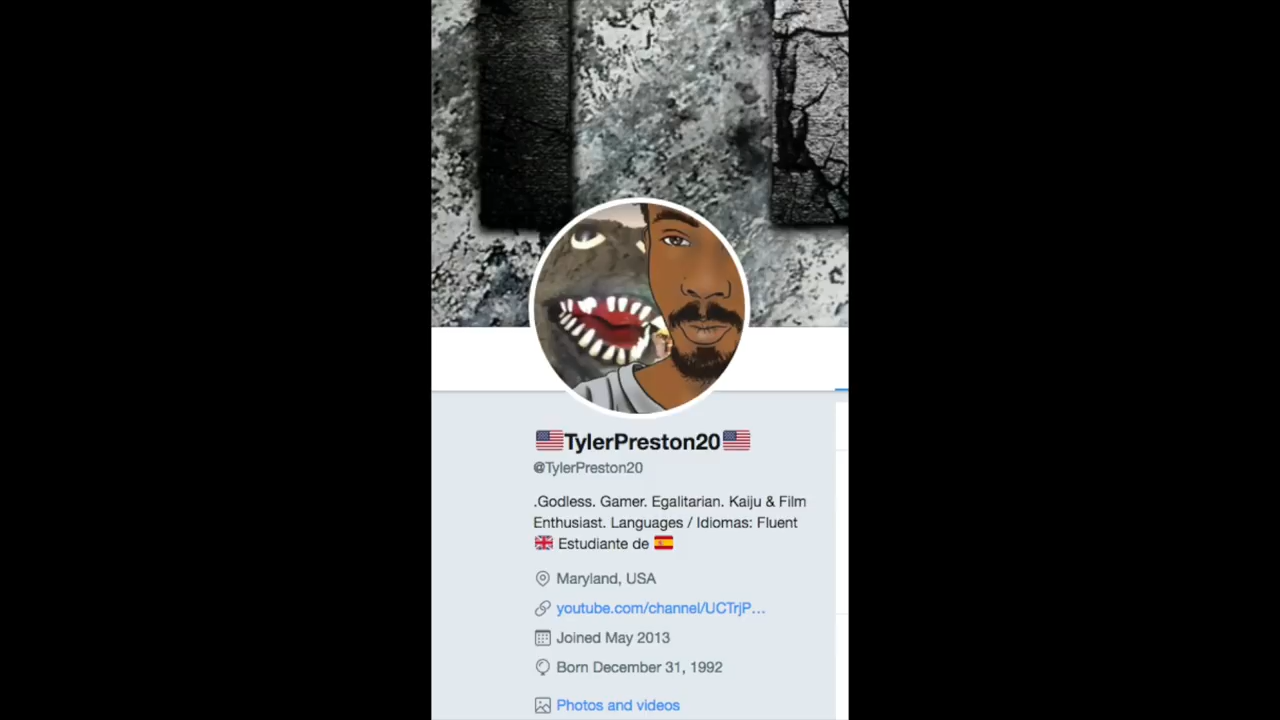 🇺🇸TylerPreston20🇺🇸
@TylerPreston20
.Godless. Gamer. Egalitarian. Kaiju & Film
Enthusiast. Languages / Idiomas: Fluent
🇬🇧 Estudiante de 🇪🇸
Maryland, USA
youtube.com/channel/UCTrjP…
Joined May 2013
Born December 31, 1992
Photos and videos